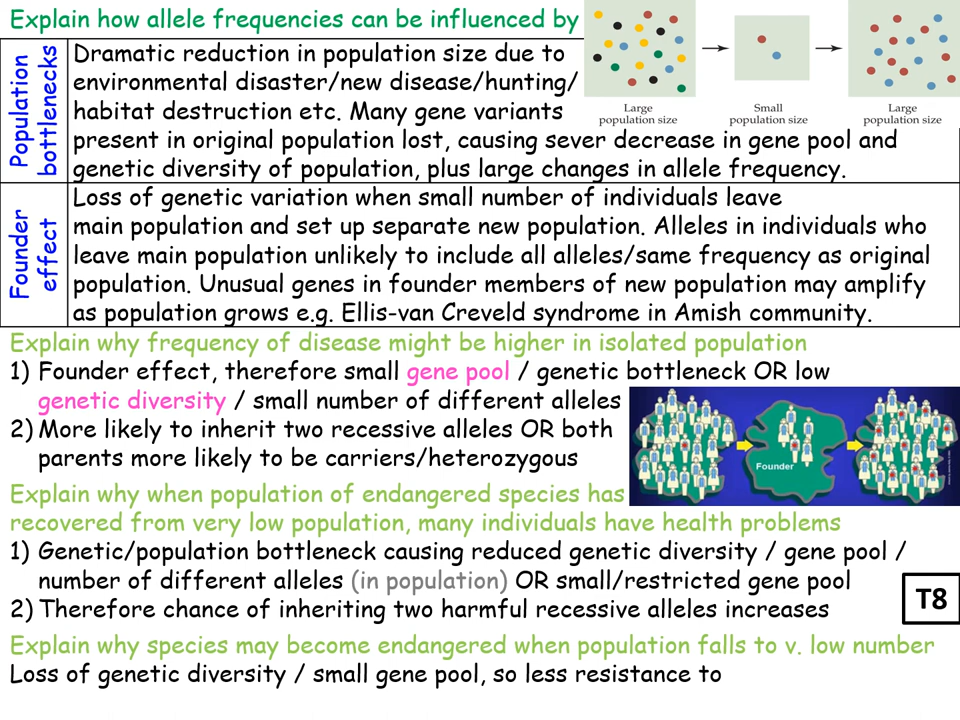 Explain how allele frequencies can be influenced by
Large population size
Small population size
Large population size
Population bottlenecks
Dramatic reduction in population size due to
environmental disaster/new disease/hunting/
habitat destruction etc. Many gene variants
present in original population lost, causing sever decrease in gene pool and
genetic diversity of population, plus large changes in allele frequency.
Founder effect
Loss of genetic variation when small number of individuals leave
main population and set up separate new population. Alleles in individuals who
leave main population unlikely to include all alleles/same frequency as original
population. Unusual genes in founder members of new population may amplify
as population grows e.g. Ellis-van Creveld syndrome in Amish community.
Explain why frequency of disease might be higher in isolated population
1) Founder effect, therefore small gene pool / genetic bottleneck OR low
genetic diversity / small number of different alleles
2) More likely to inherit two recessive alleles OR both
parents more likely to be carriers/heterozygous
Founder
Explain why when population of endangered species has
recovered from very low population, many individuals have health problems
1) Genetic/population bottleneck causing reduced genetic diversity / gene pool /
number of different alleles (in population) OR small/restricted gene pool
2) Therefore chance of inheriting two harmful recessive alleles increases
T8
Explain why species may become endangered when population falls to v. low number
Loss of genetic diversity / small gene pool, so less resistance to